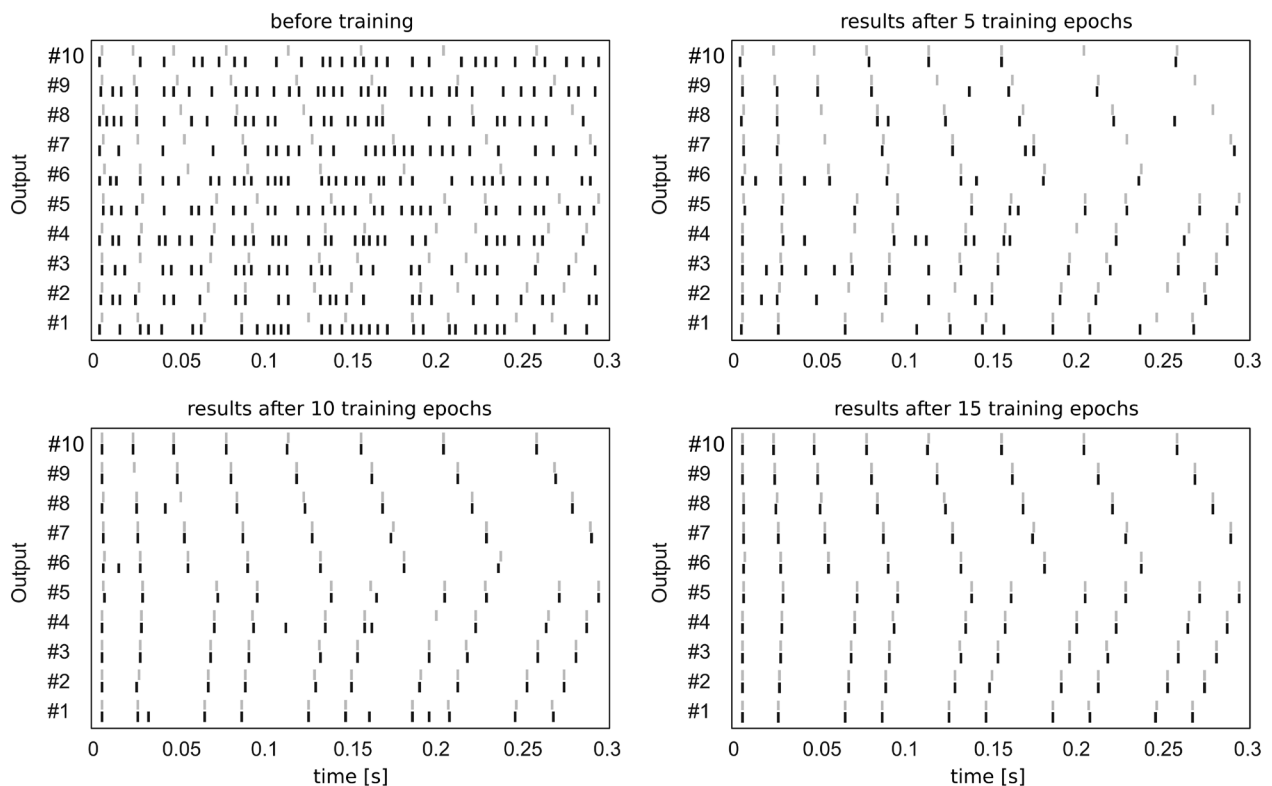 before training
Output
#10
#9
#8
#7
#6
#5
#4
#3
#2
#1
0 0.05 0.1 0.15 0.2 0.25 0.3
results after 5 training epochs
Output
#10
#9
#8
#7
#6
#5
#4
#3
#2
#1
0 0.05 0.1 0.15 0.2 0.25 0.3
results after 10 training epochs
Output
#10
#9
#8
#7
#6
#5
#4
#3
#2
#1
0 0.05 0.1 0.15 0.2 0.25 0.3
time [s]
results after 15 training epochs
Output
#10
#9
#8
#7
#6
#5
#4
#3
#2
#1
0 0.05 0.1 0.15 0.2 0.25 0.3
time [s]